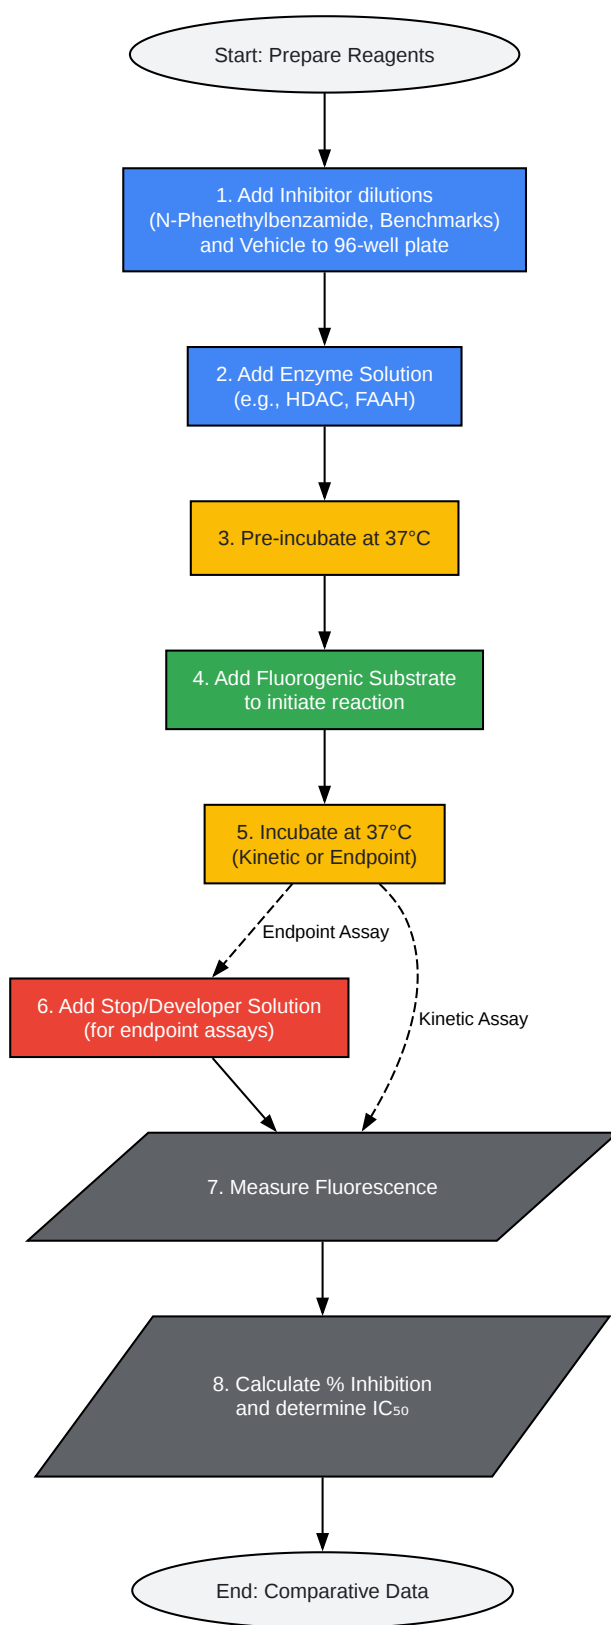 Start: Prepare Reagents
1. Add Inhibitor dilutions
(N-Phenethylbenzamide, Benchmarks)
and Vehicle to 96-well plate
2. Add Enzyme Solution
(e.g., HDAC, FAAH)
3. Pre-incubate at 37°C
4. Add Fluorogenic Substrate
to initiate reaction
5. Incubate at 37°C
(Kinetic or Endpoint)
Endpoint Assay
6. Add Stop/Developer Solution
(for endpoint assays)
Kinetic Assay
7. Measure Fluorescence
8. Calculate % Inhibition
and determine IC₅₀
End: Comparative Data